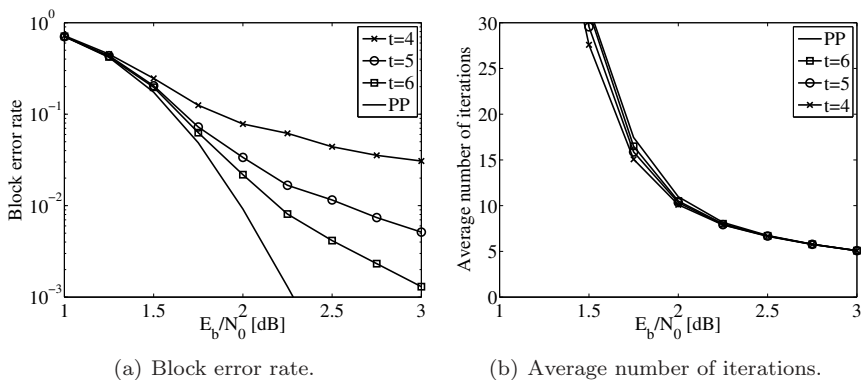 10^0
10^-1
10^-2
10^-3
Block error rate
1 1.5 2 2.5 3
E_b/N_0 [dB]
t=4
t=5
t=6
PP
(a) Block error rate.
30
25
20
15
10
5
0
Average number of iterations
1 1.5 2 2.5 3
E_b/N_0 [dB]
PP
t=6
t=5
t=4
(b) Average number of iterations.